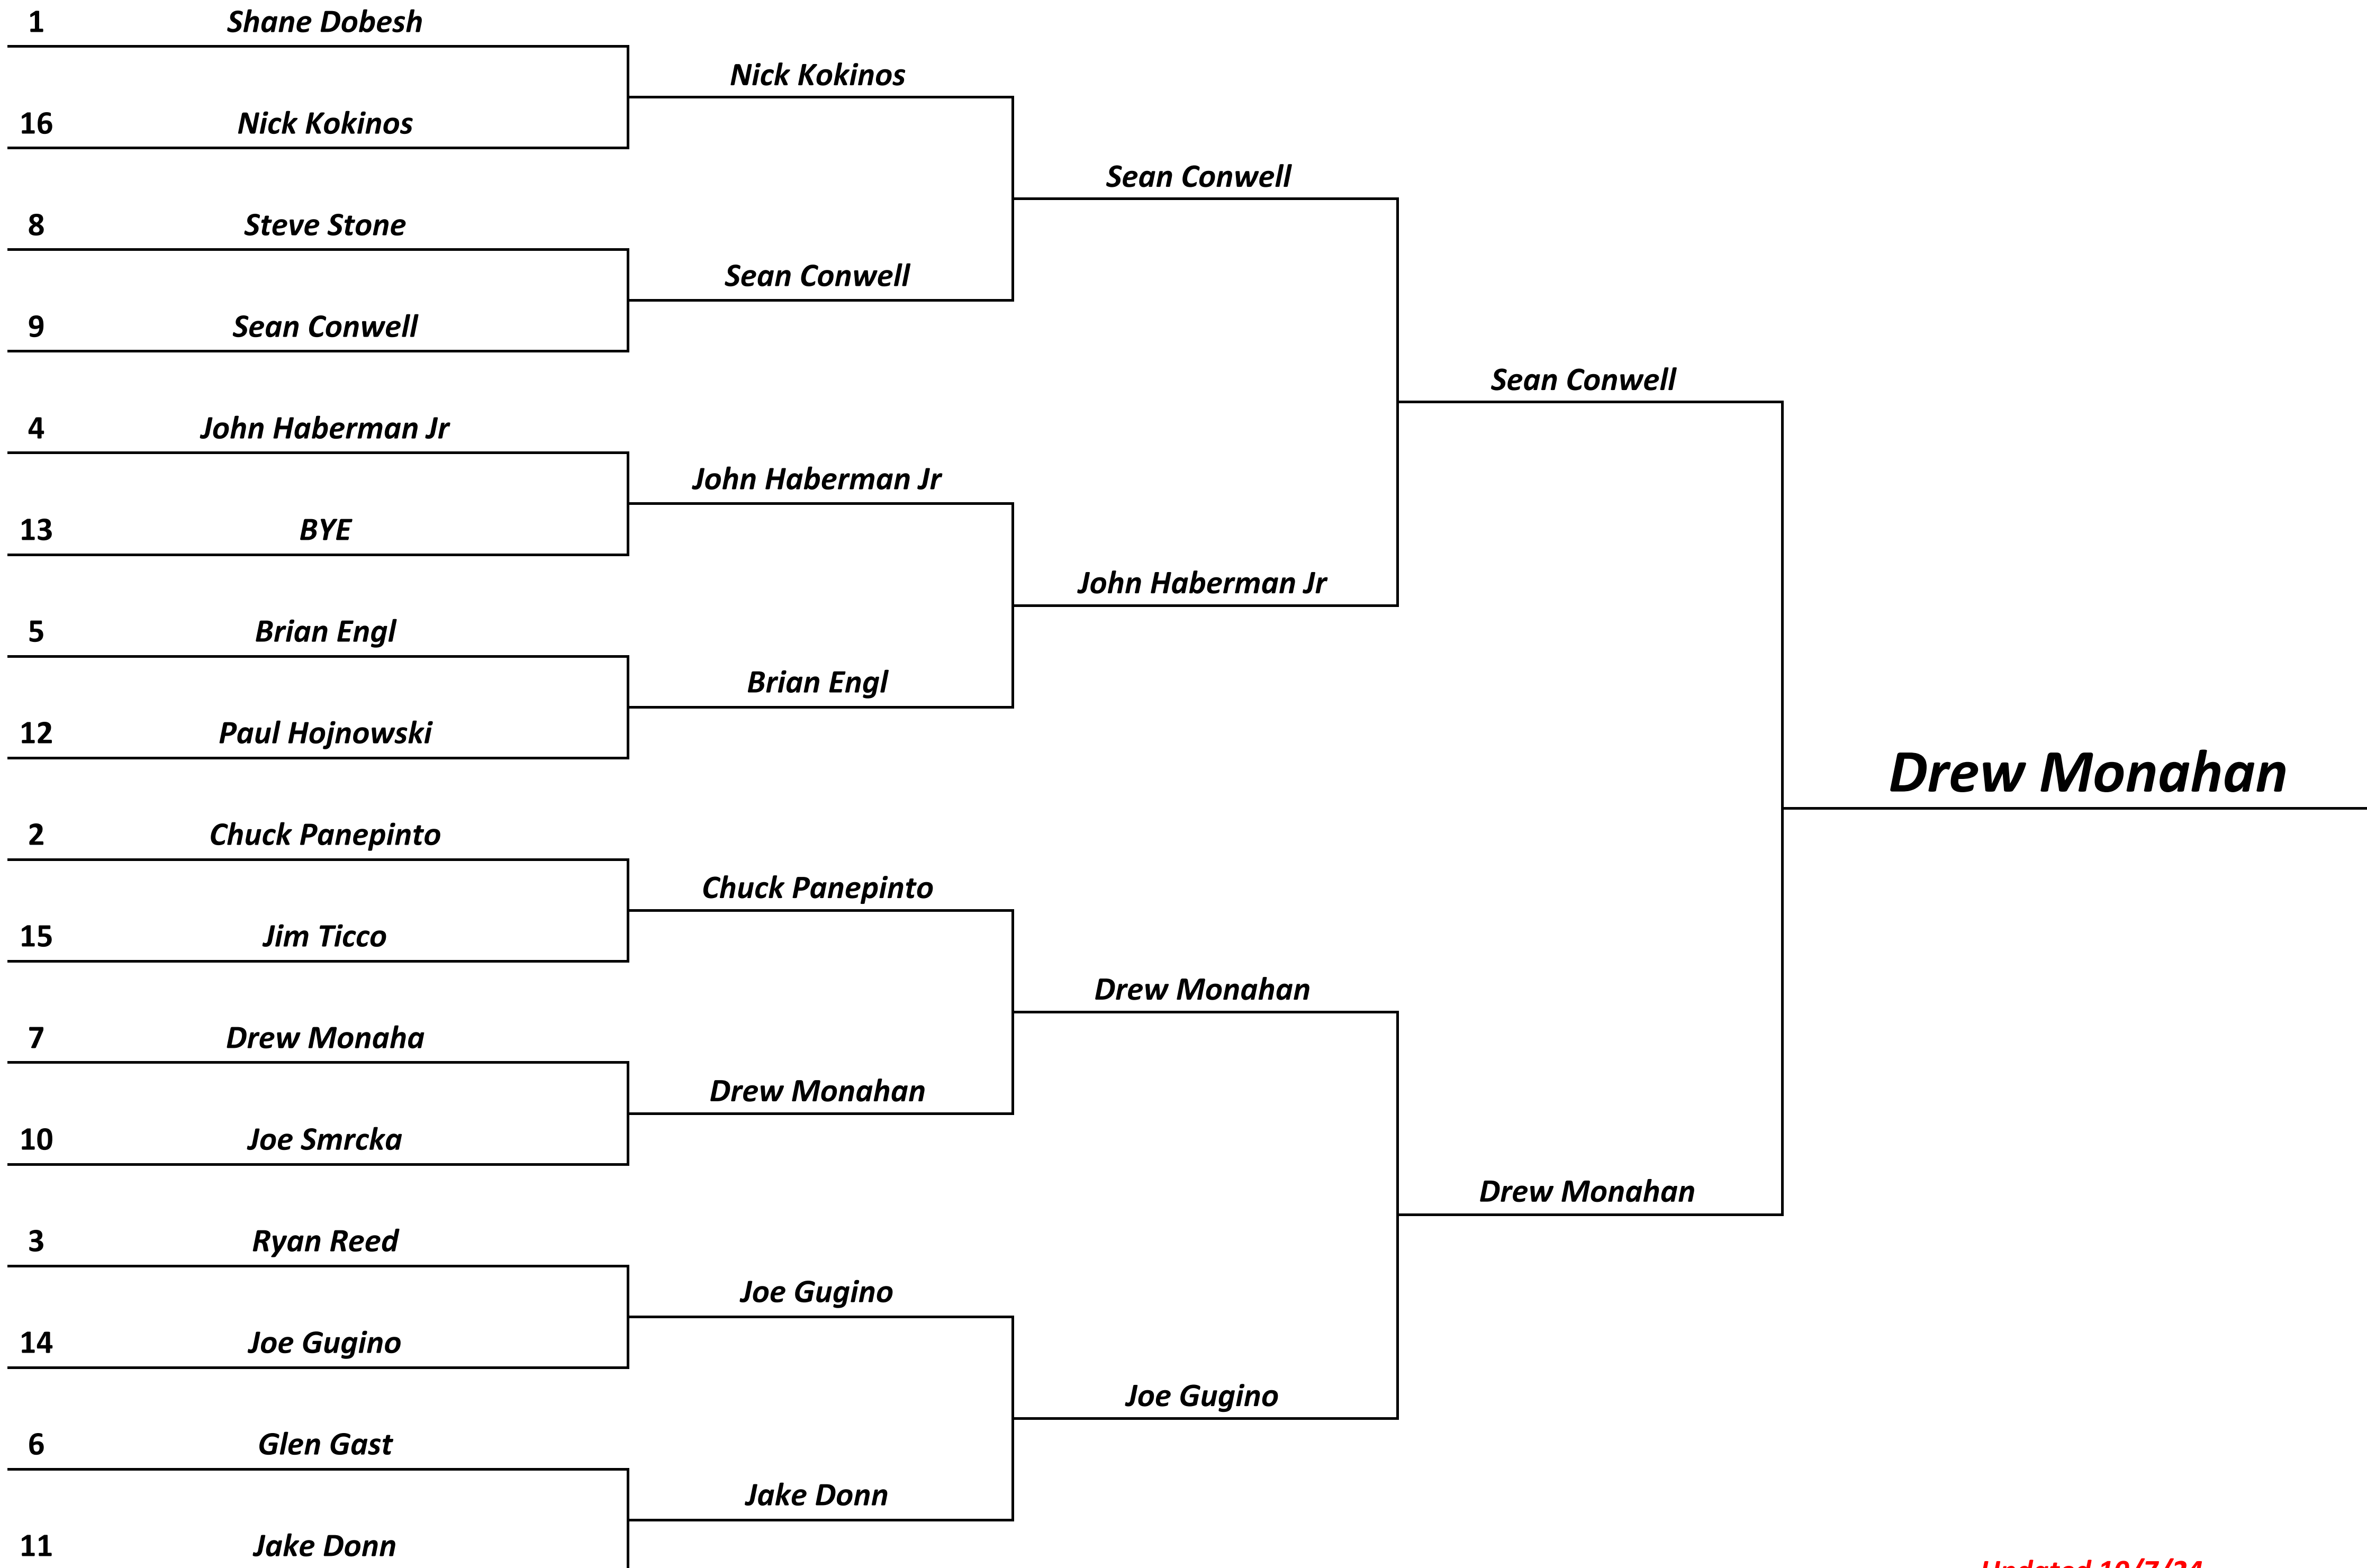 1 Shane Dobesh
Nick Kokinos
16 Nick Kokinos
Sean Conwell
8 Steve Stone
Sean Conwell
9 Sean Conwell
Sean Conwell
4 John Haberman Jr
John Haberman Jr
13 BYE
John Haberman Jr
5 Brian Engl
Brian Engl
12 Paul Hojnowski
Drew Monahan
2 Chuck Panepinto
Chuck Panepinto
15 Jim Ticco
Drew Monahan
7 Drew Monaha
Drew Monahan
10 Joe Smrcka
Drew Monahan
3 Ryan Reed
Joe Gugino
14 Joe Gugino
Joe Gugino
6 Glen Gast
Jake Donn
11 Jake Donn
Updated 10/7/24